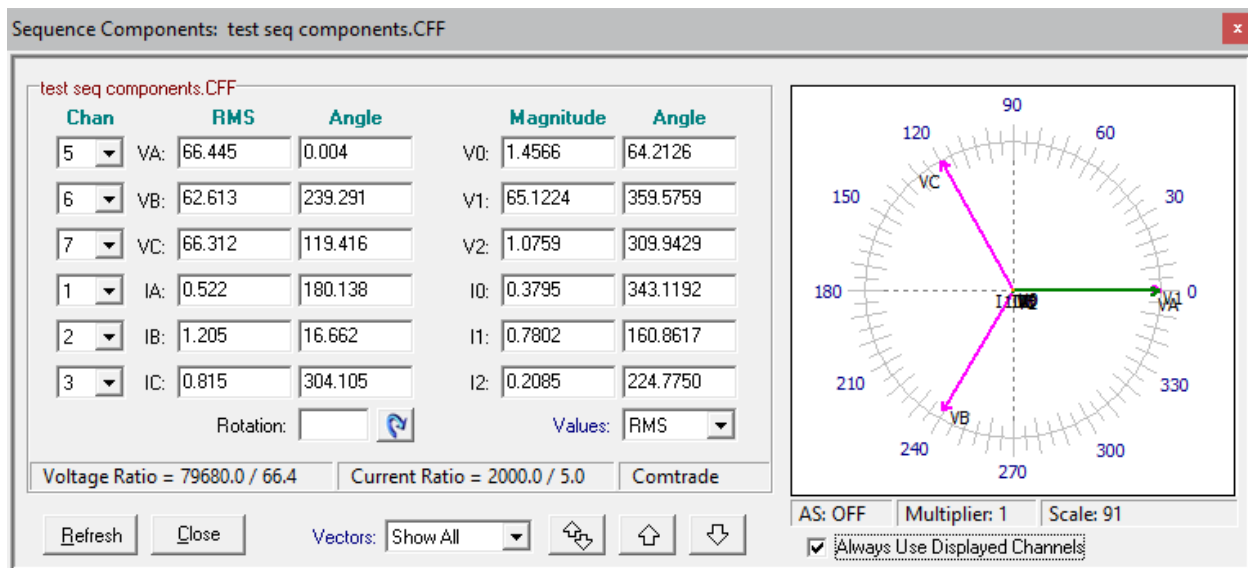 Sequence Components: test seq components.CFF x
test seq components.CFF
Chan RMS Angle Magnitude Angle
5 VA: 66.445 0.004 V0: 1.4566 64.2126
6 VB: 62.613 239.291 V1: 65.1224 359.5759
7 VC: 66.312 119.416 V2: 1.0759 309.9429
1 IA: 0.522 180.138 I0: 0.3795 343.1192
2 IB: 1.205 16.662 I1: 0.7802 160.8617
3 IC: 0.815 304.105 I2: 0.2085 224.7750
Rotation: Values: RMS
Voltage Ratio = 79680.0 / 66.4 Current Ratio = 2000.0 / 5.0 Comtrade
Refresh Close Vectors: Show All
90
120 60
VC
150 30
180 0
V1
VA
210 330
VB
240 300
270
AS: OFF Multiplier: 1 Scale: 91
Always Use Displayed Channels